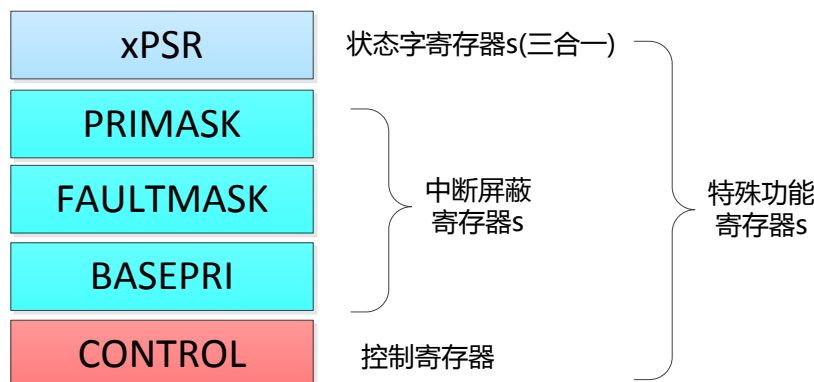 xPSR
状态字寄存器s(三合一)
PRIMASK
FAULTMASK
BASEPRI
中断屏蔽
寄存器s
特殊功能
寄存器s
CONTROL
控制寄存器